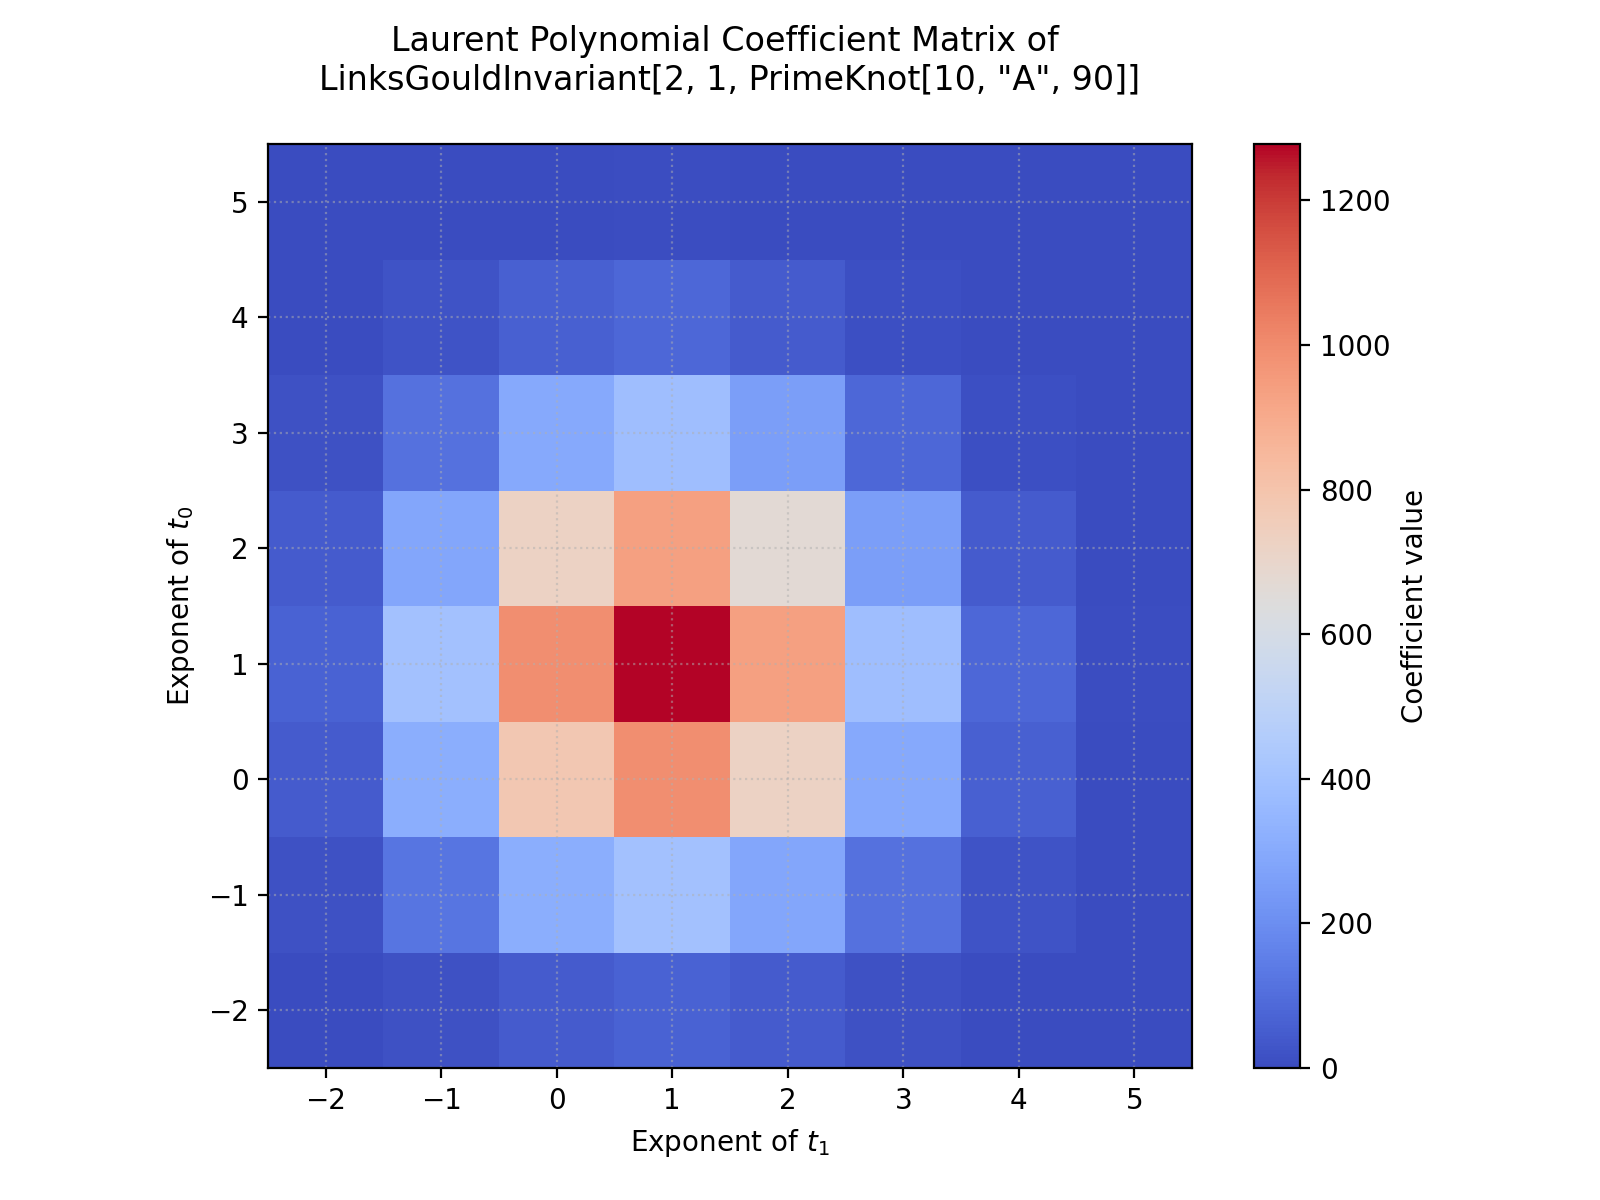 Laurent Polynomial Coefficient Matrix of
LinksGouldInvariant[2, 1, PrimeKnot[10, "A", 90]]
5
4
3
2
1
0
−1
−2
Exponent of t₀
−2 −1 0 1 2 3 4 5
Exponent of t₁
1200
1000
800
600
400
200
0
Coefficient value